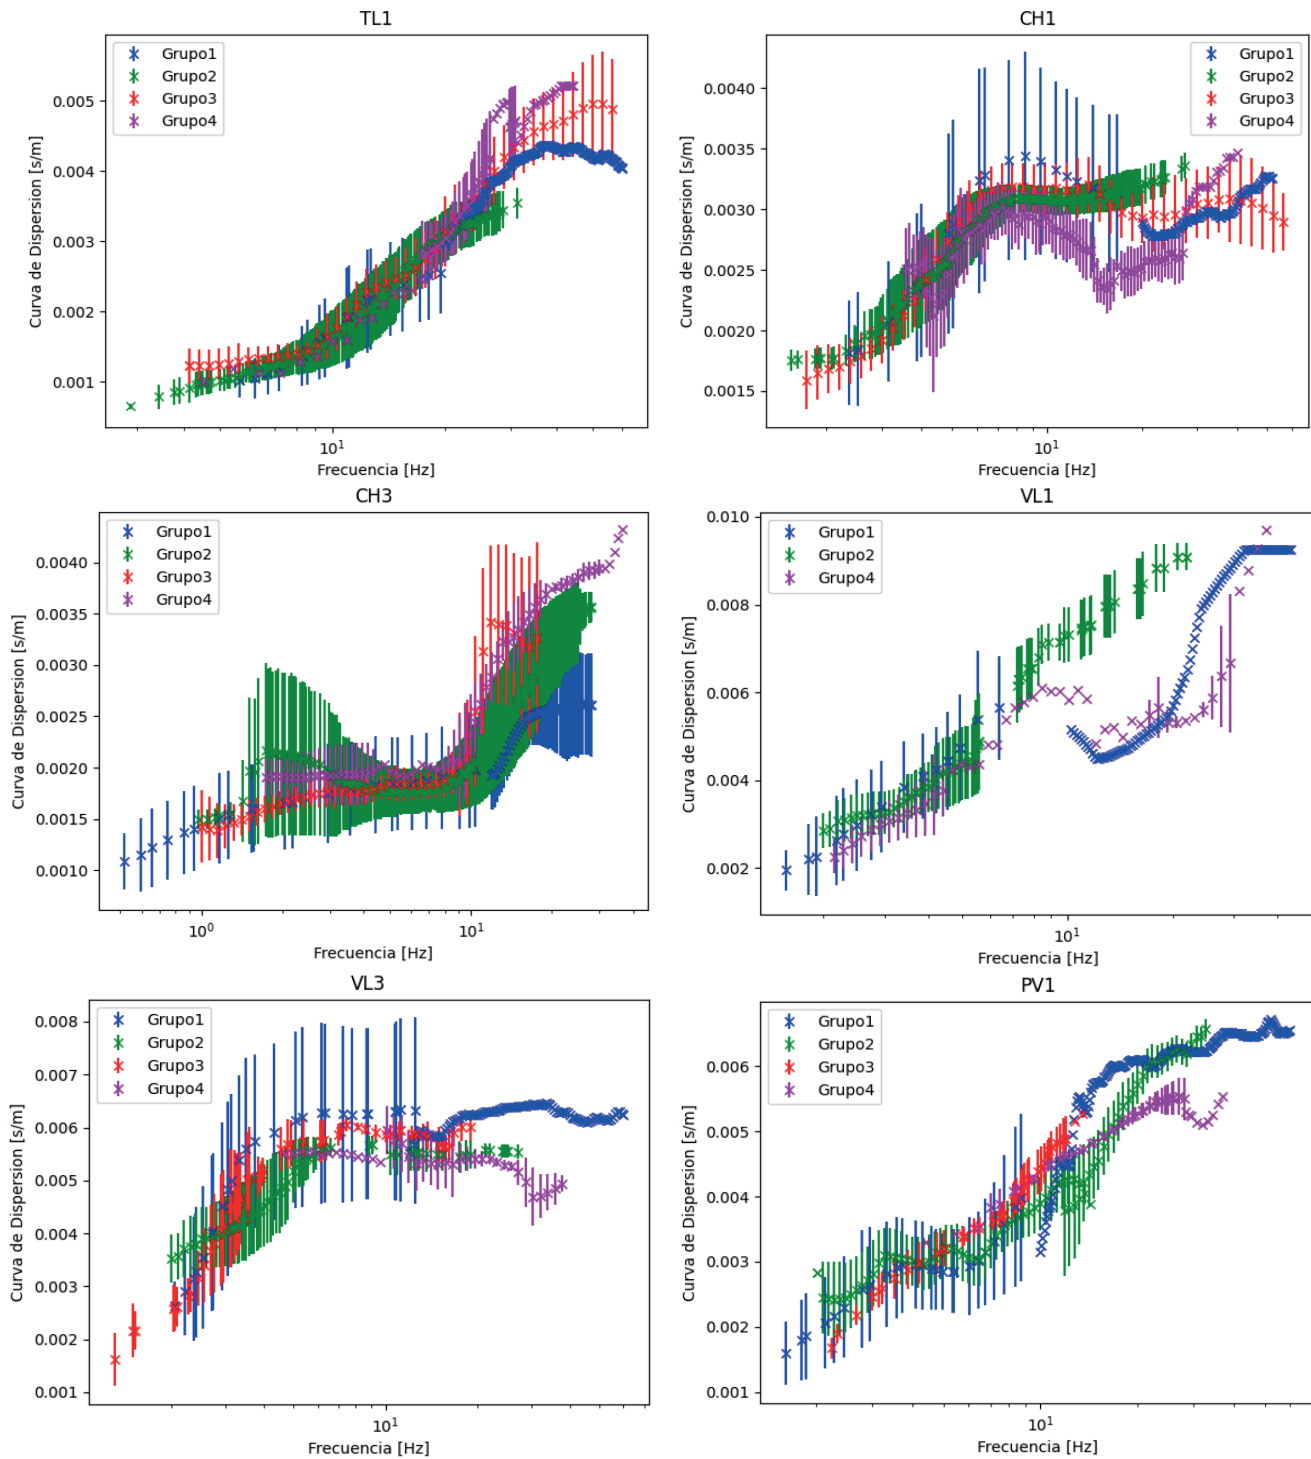 TL1
Grupo1
Grupo2
Grupo3
Grupo4
0.005
0.004
0.003
0.002
0.001
Curva de Dispersion [s/m]
10¹
Frecuencia [Hz]
CH1
Grupo1
Grupo2
Grupo3
Grupo4
0.0040
0.0035
0.0030
0.0025
0.0020
0.0015
Curva de Dispersion [s/m]
10¹
Frecuencia [Hz]
CH3
Grupo1
Grupo2
Grupo3
Grupo4
0.0040
0.0035
0.0030
0.0025
0.0020
0.0015
0.0010
Curva de Dispersion [s/m]
10⁰ 10¹
Frecuencia [Hz]
VL1
Grupo1
Grupo2
Grupo4
0.010
0.008
0.006
0.004
0.002
Curva de Dispersion [s/m]
10¹
Frecuencia [Hz]
VL3
Grupo1
Grupo2
Grupo3
Grupo4
0.008
0.007
0.006
0.005
0.004
0.003
0.002
0.001
Curva de Dispersion [s/m]
10¹
Frecuencia [Hz]
PV1
Grupo1
Grupo2
Grupo3
Grupo4
0.006
0.005
0.004
0.003
0.002
0.001
Curva de Dispersion [s/m]
10¹
Frecuencia [Hz]